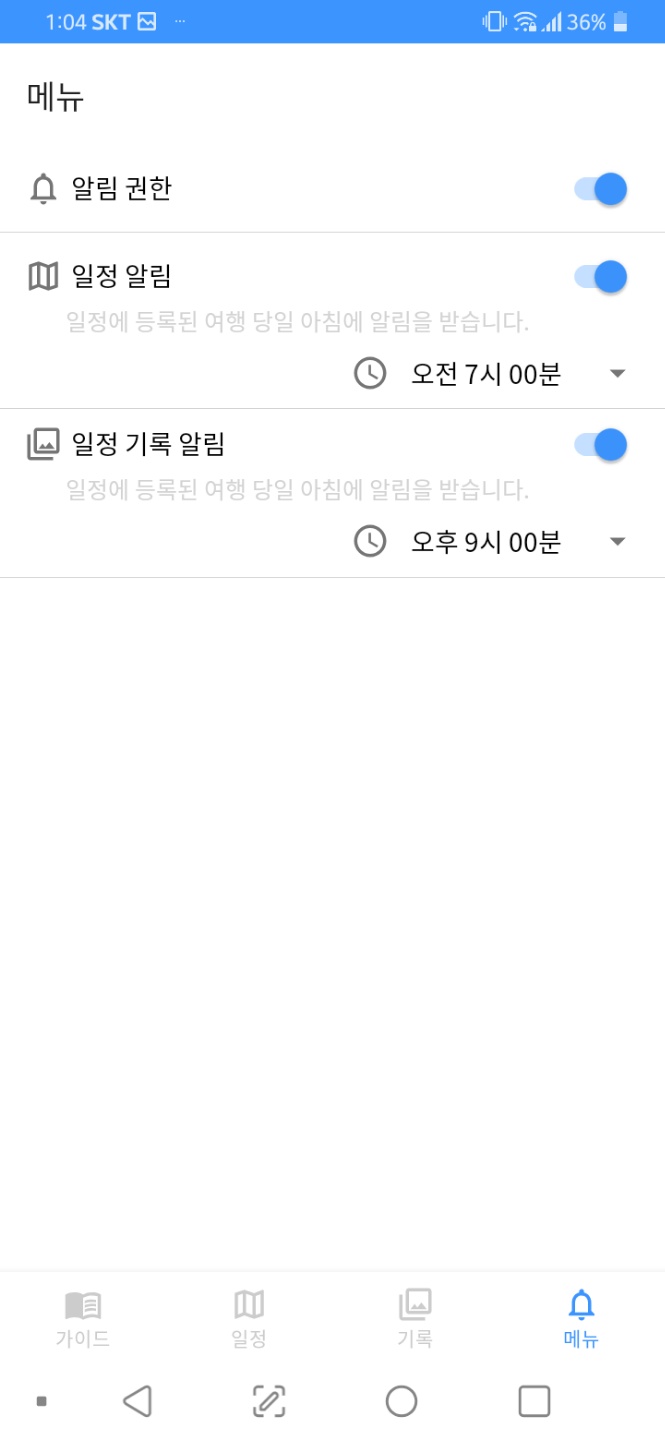 1:04 SKT ...
36%
메뉴
알림 권한
일정 알림
일정에 등록된 여행 당일 아침에 알림을 받습니다.
오전 7시 00분
일정 기록 알림
일정에 등록된 여행 당일 아침에 알림을 받습니다.
오후 9시 00분
가이드 일정 기록 메뉴